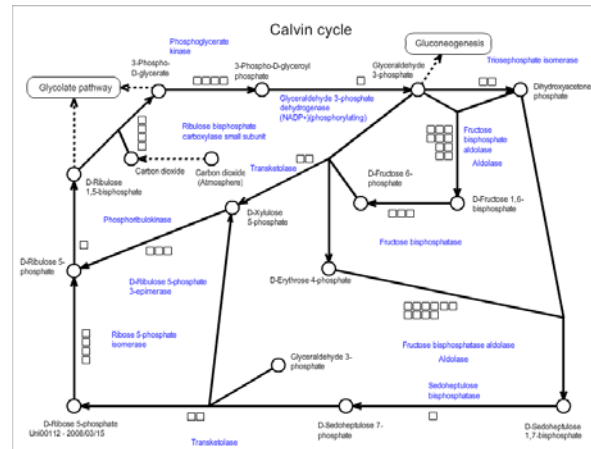 Calvin cycle
Phosphoglycerate
kinase
Gluconeogenesis
3-Phospho-
D-glycerate
3-Phospho-D-glyceroyl
phosphate
Glyceraldehyde
3-phosphate
Triosephosphate isomerase
Glycolate pathway
Dihydroxyacetone
phosphate
Glyceraldehyde 3-phosphate
dehydrogenase
(NADP+)(phosphorylating)
Ribulose bisphosphate
carboxylase small subunit
Fructose
bisphosphate
aldolase
Aldolase
Transketolase
Carbon dioxide
Carbon dioxide
(Atmosphere)
D-Fructose 6-
phosphate
D-Ribulose
1,5-bisphosphate
D-Fructose 1,6-
bisphosphate
Phosphoribulokinase
D-Xylulose
5-phosphate
Fructose bisphosphatase
D-Ribulose 5-
phosphate
D-Ribulose 5-phosphate
3-epimerase
D-Erythrose 4-phosphate
Ribose 5-phosphate
isomerase
Fructose bisphosphatase aldolase
Aldolase
Glyceraldehyde 3-
phosphate
Sedoheptulose
bisphosphatase
D-Ribose 5-phosphate
Uni00112 - 2008/03/15
D-Sedoheptulose 7-
phosphate
D-Sedoheptulose
1,7-bisphosphate
Transketolase